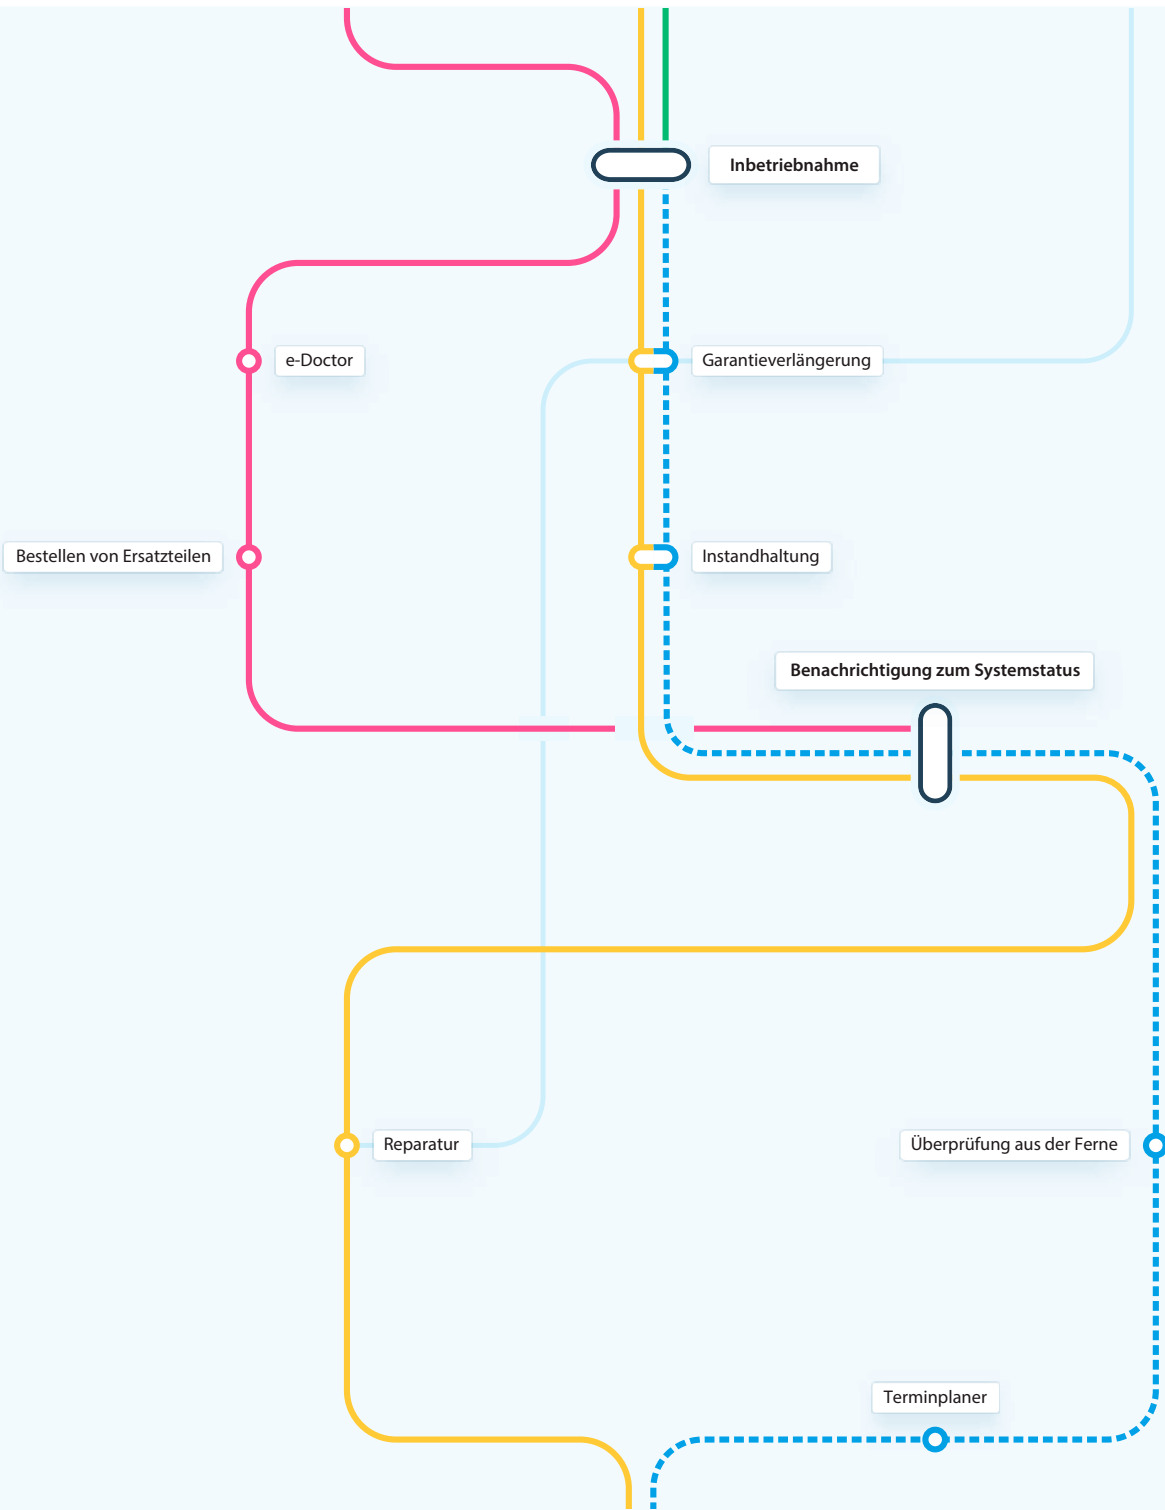 Inbetriebnahme
e-Doctor
Garantieverlängerung
Bestellen von Ersatzteilen
Instandhaltung
Benachrichtigung zum Systemstatus
Reparatur
Überprüfung aus der Ferne
Terminplaner